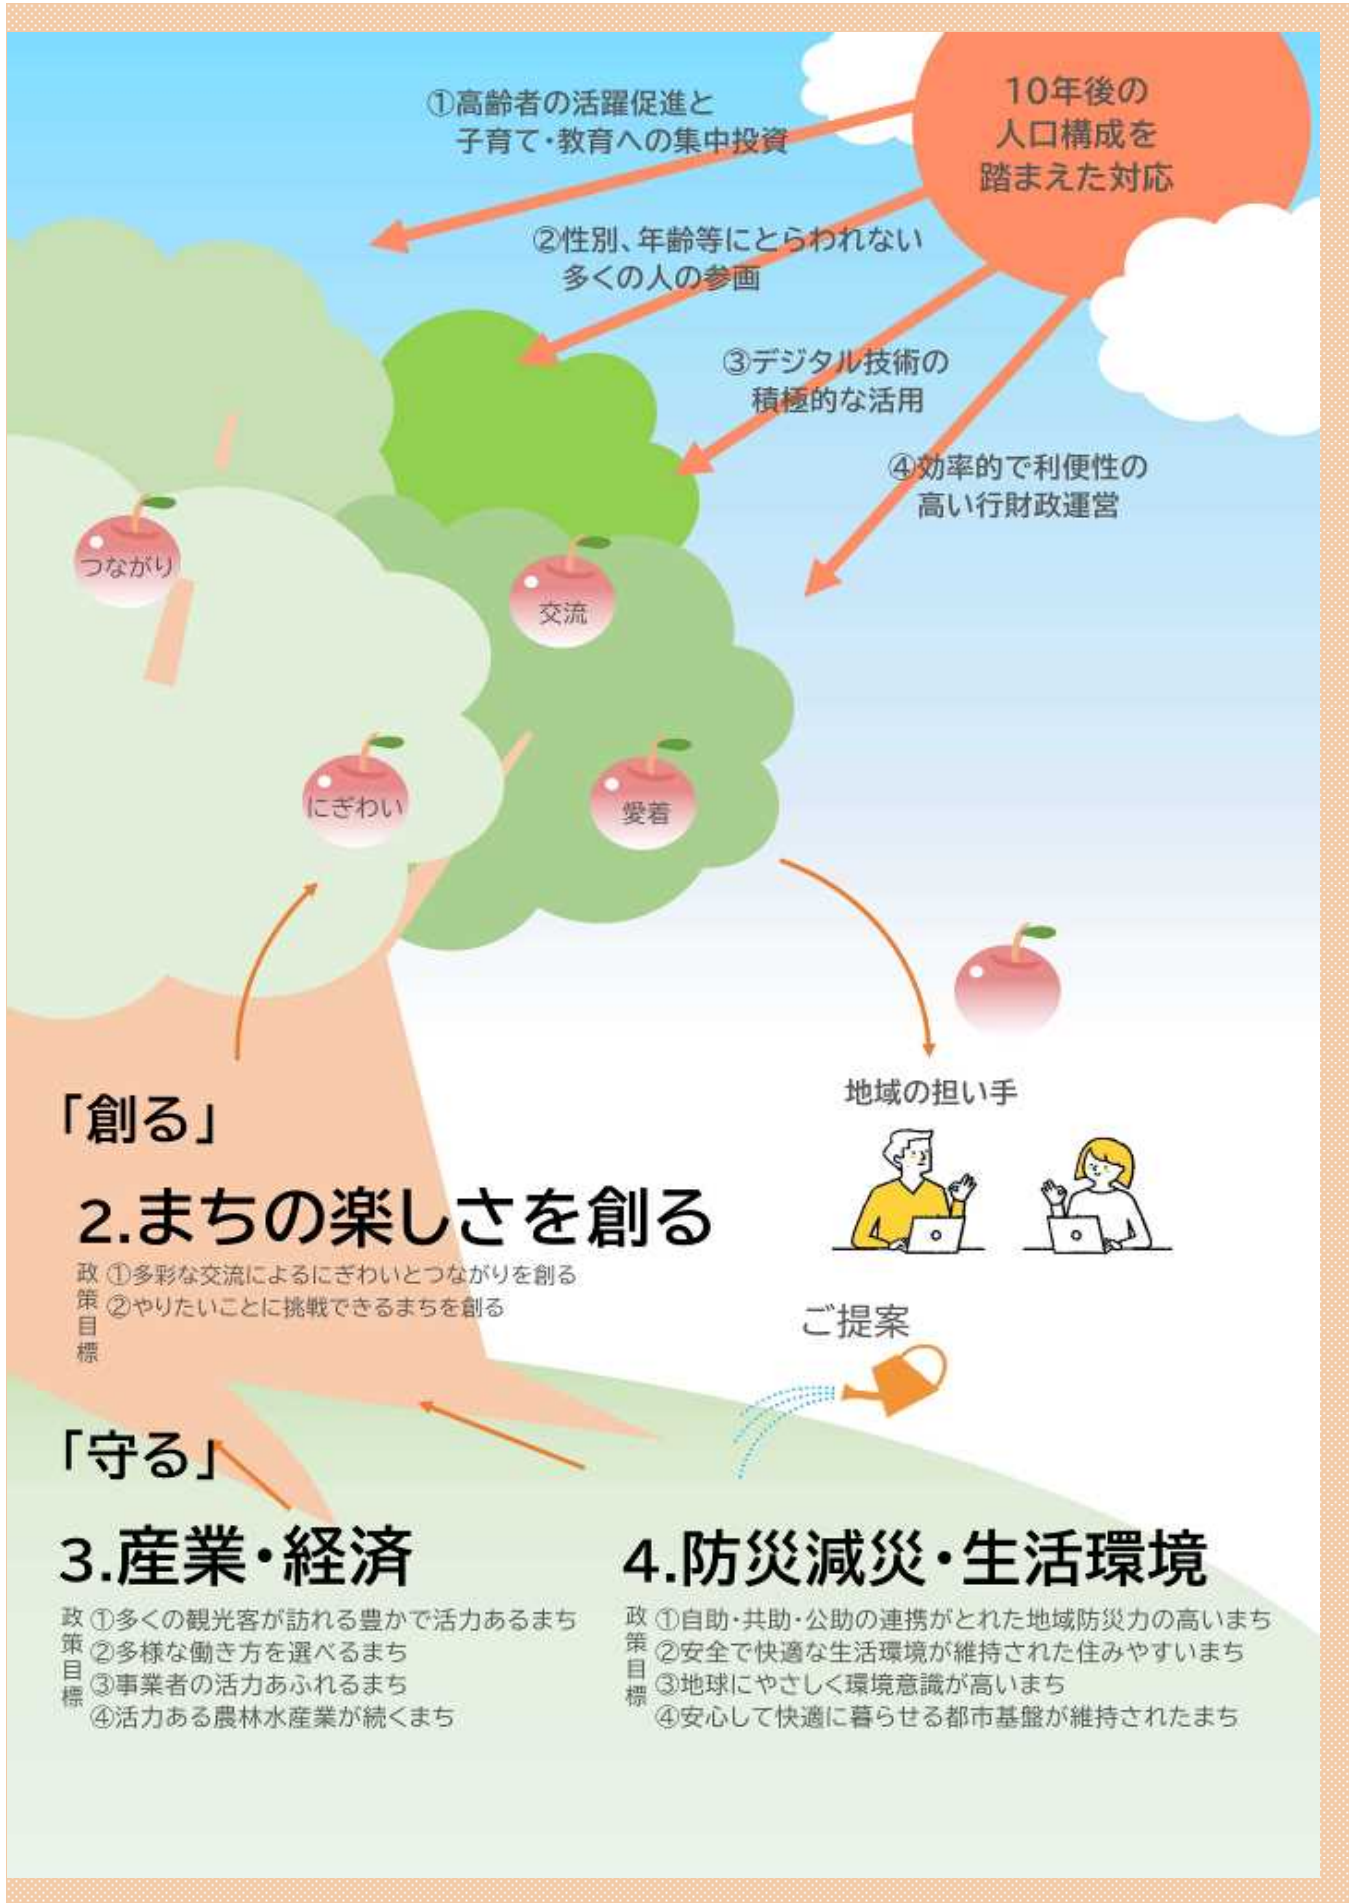 10年後の
人口構成を
踏まえた対応
①高齢者の活躍促進と
子育て・教育への集中投資
②性別、年齢等にとらわれない
多くの人の参画
③デジタル技術の
積極的な活用
④効率的で利便性の
高い行財政運営
つながり
交流
にぎわい
愛着
地域の担い手
「創る」
2.まちの楽しさを創る
政策目標
①多彩な交流によるにぎわいとつながりを創る
②やりたいことに挑戦できるまちを創る
ご提案
「守る」
3.産業・経済
政策目標
①多くの観光客が訪れる豊かで活力あるまち
②多様な働き方を選べるまち
③事業者の活力あふれるまち
④活力ある農林水産業が続くまち
4.防災減災・生活環境
政策目標
①自助・共助・公助の連携がとれた地域防災力の高いまち
②安全で快適な生活環境が維持された住みやすいまち
③地球にやさしく環境意識が高いまち
④安心して快適に暮らせる都市基盤が維持されたまち